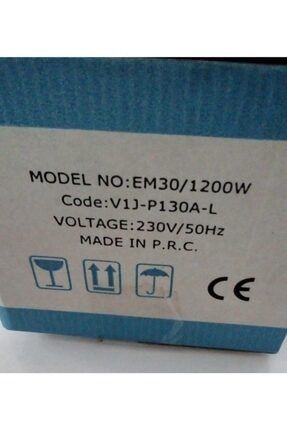 MODEL NO:EM30/1200W
Code:V1J-P130A-L
VOLTAGE:230V/50Hz
MADE IN P.R.C.
CE